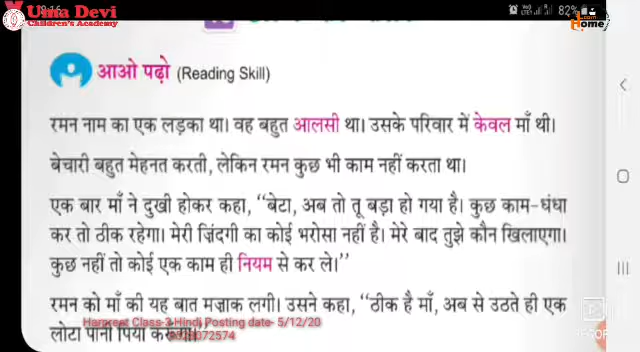 Uma Devi
Children's Academy
82%
Home
आओ पढ़ो (Reading Skill)
रमन नाम का एक लड़का था। वह बहुत आलसी था। उसके परिवार में केवल माँ थी।
बेचारी बहुत मेहनत करती, लेकिन रमन कुछ भी काम नहीं करता था।
एक बार माँ ने दुखी होकर कहा, “बेटा, अब तो तू बड़ा हो गया है। कुछ काम-धंधा
कर तो ठीक रहेगा। मेरी ज़िंदगी का कोई भरोसा नहीं है। मेरे बाद तुझे कौन खिलाएगा।
कुछ नहीं तो कोई एक काम ही नियम से कर ले।”
रमन को माँ की यह बात मज़ाक लगी। उसने कहा, “ठीक है माँ, अब से उठते ही एक
लोटा पानी पिया करूँगा।”
Harpreet Class-3 Hindi Posting date- 5/12/20